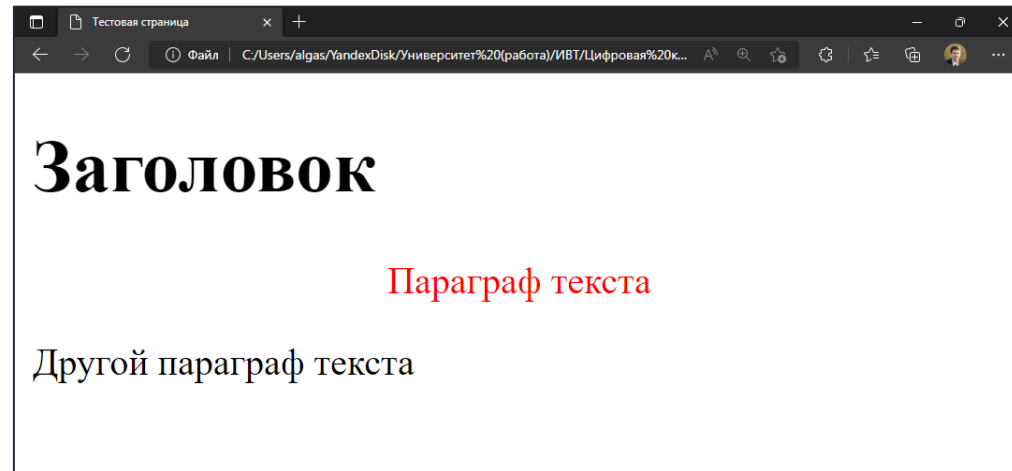 Тестовая страница
Файл C:/Users/algas/YandexDisk/Университет%20(работа)/ИВТ/Цифровая%20к...
Заголовок
Параграф текста
Другой параграф текста